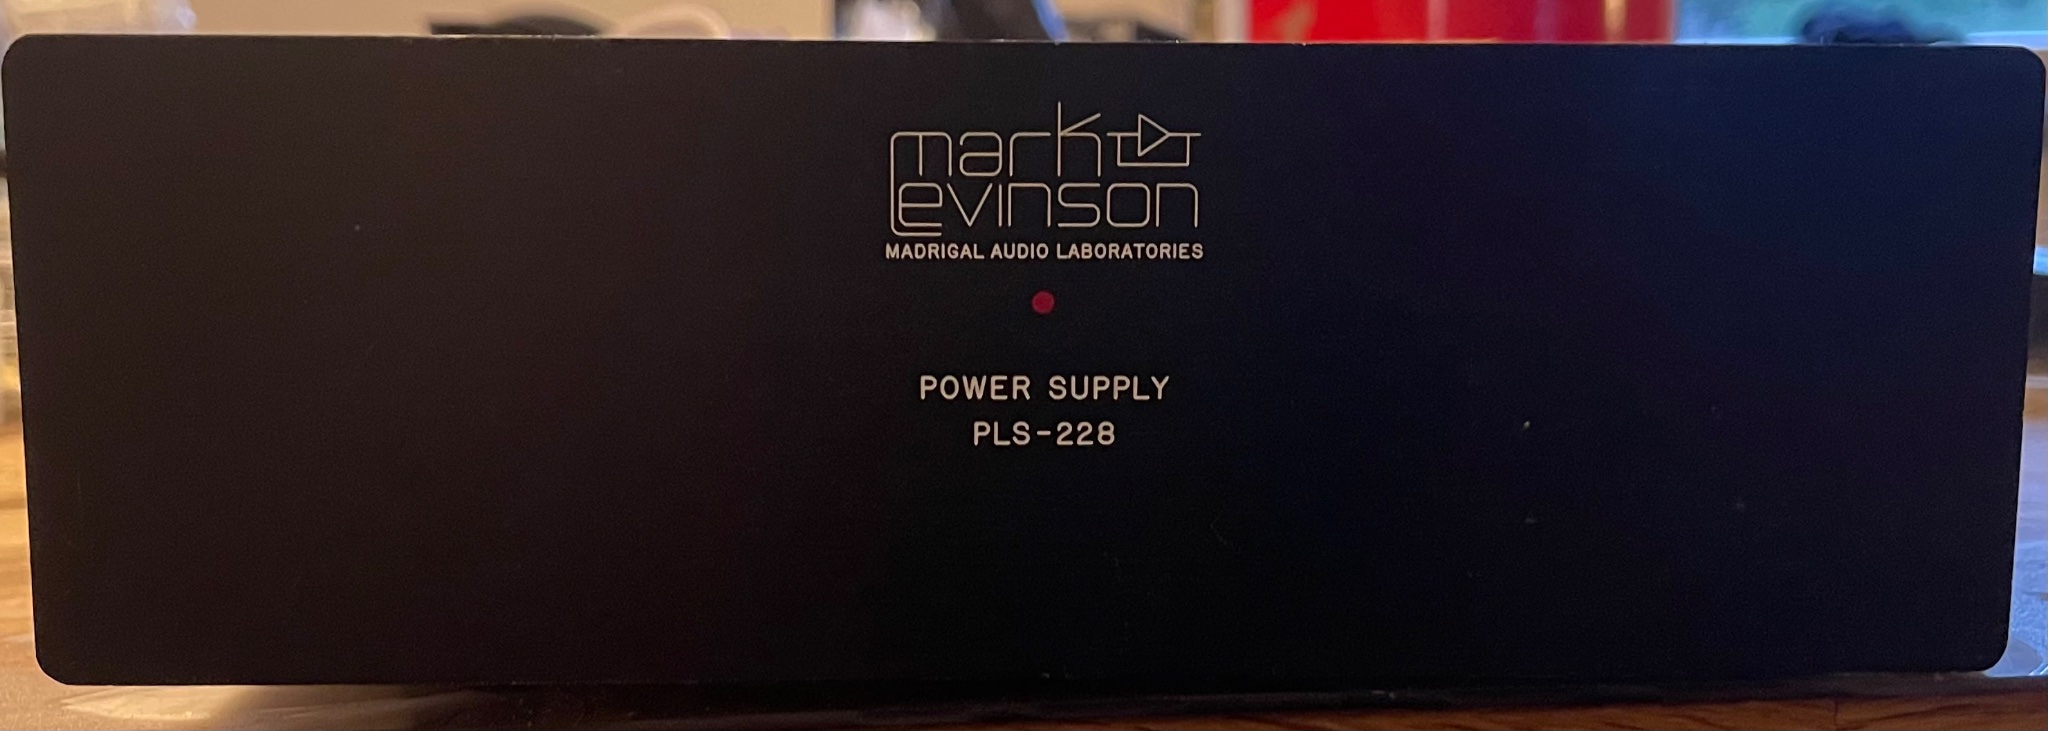 mark
Levinson
MADRIGAL AUDIO LABORATORIES
POWER SUPPLY
PLS-228